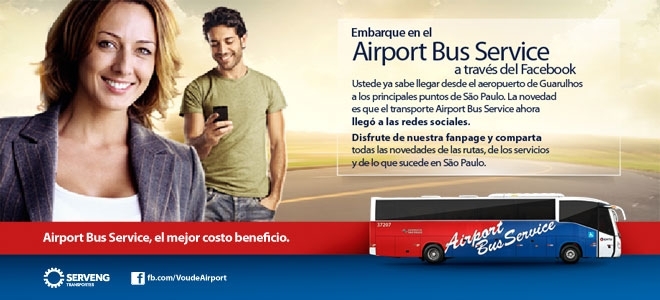 Embarque en el
Airport Bus Service
a través del Facebook
Ustede ya sabe llegar desde el aeropuerto de Guarulhos
a los principales puntos de São Paulo. La novedad
es que el transporte Airport Bus Service ahora
llegó a las redes sociales.
Disfrute de nuestra fanpage y comparta
todas las novedades de las rutas, de los servicios
y de lo que sucede en São Paulo.
37207
Airport
Bus Service
Airport Bus Service, el mejor costo beneficio.
SERVENG
TRANSPORTES
f fb.com/VoudeAirport